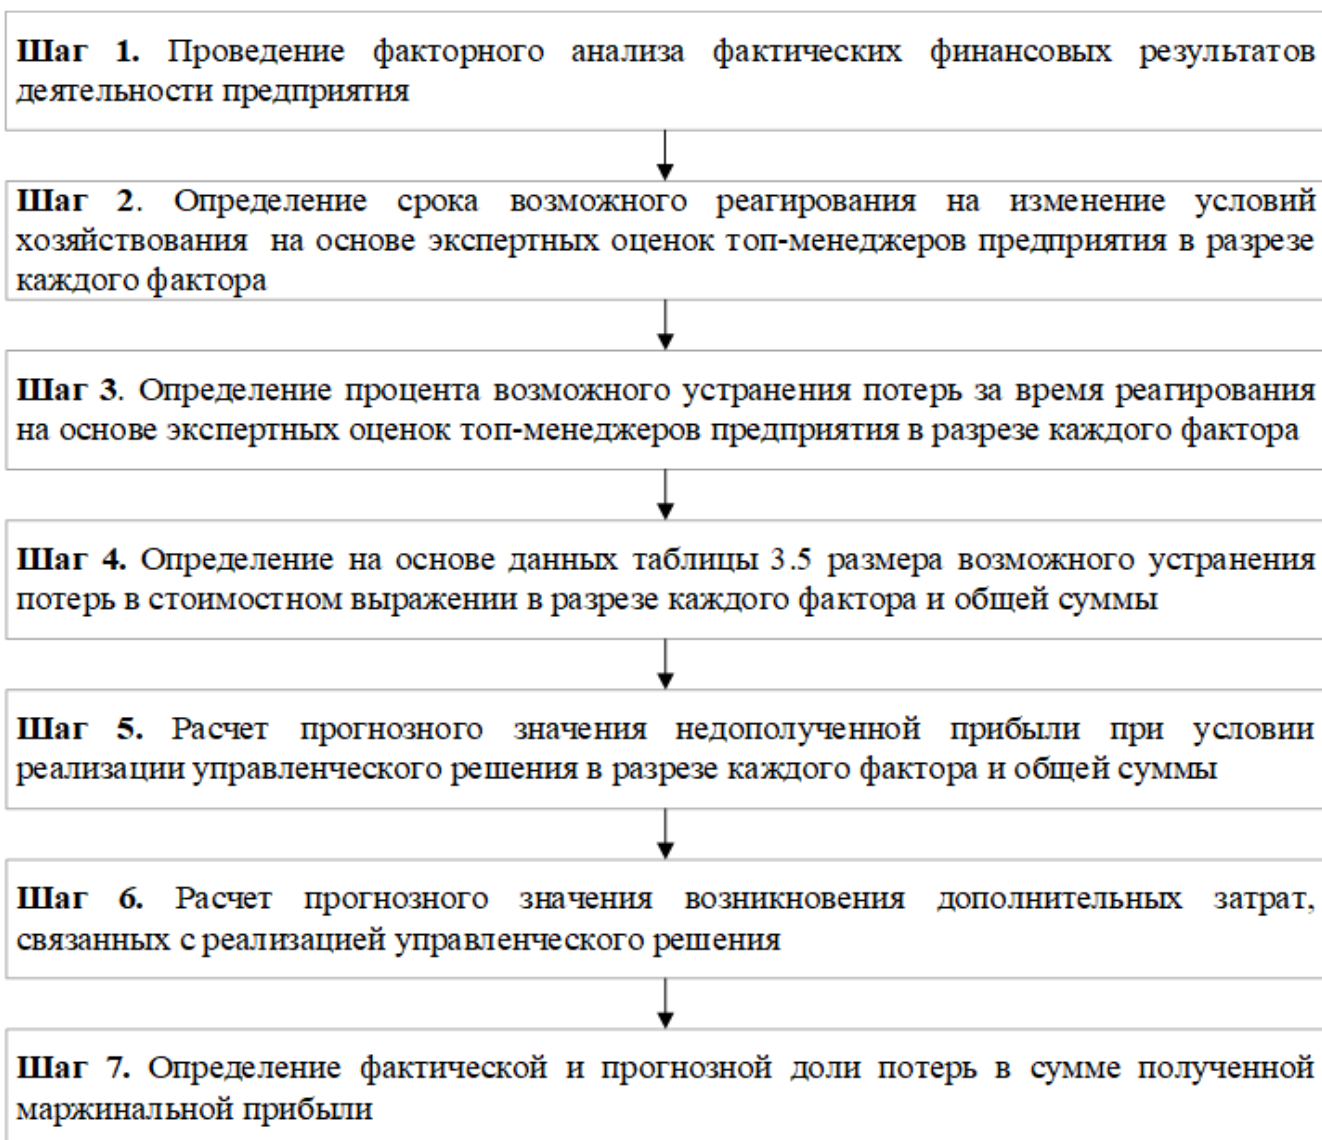 Шаг 1. Проведение факторного анализа фактических финансовых результатов
деятельности предприятия
Шаг 2. Определение срока возможного реагирования на изменение условий
хозяйствования на основе экспертных оценок топ-менеджеров предприятия в разрезе
каждого фактора
Шаг 3. Определение процента возможного устранения потерь за время реагирования
на основе экспертных оценок топ-менеджеров предприятия в разрезе каждого фактора
Шаг 4. Определение на основе данных таблицы 3.5 размера возможного устранения
потерь в стоимостном выражении в разрезе каждого фактора и общей суммы
Шаг 5. Расчет прогнозного значения недополученной прибыли при условии
реализации управленческого решения в разрезе каждого фактора и общей суммы
Шаг 6. Расчет прогнозного значения возникновения дополнительных затрат,
связанных с реализацией управленческого решения
Шаг 7. Определение фактической и прогнозной доли потерь в сумме полученной
маржинальной прибыли